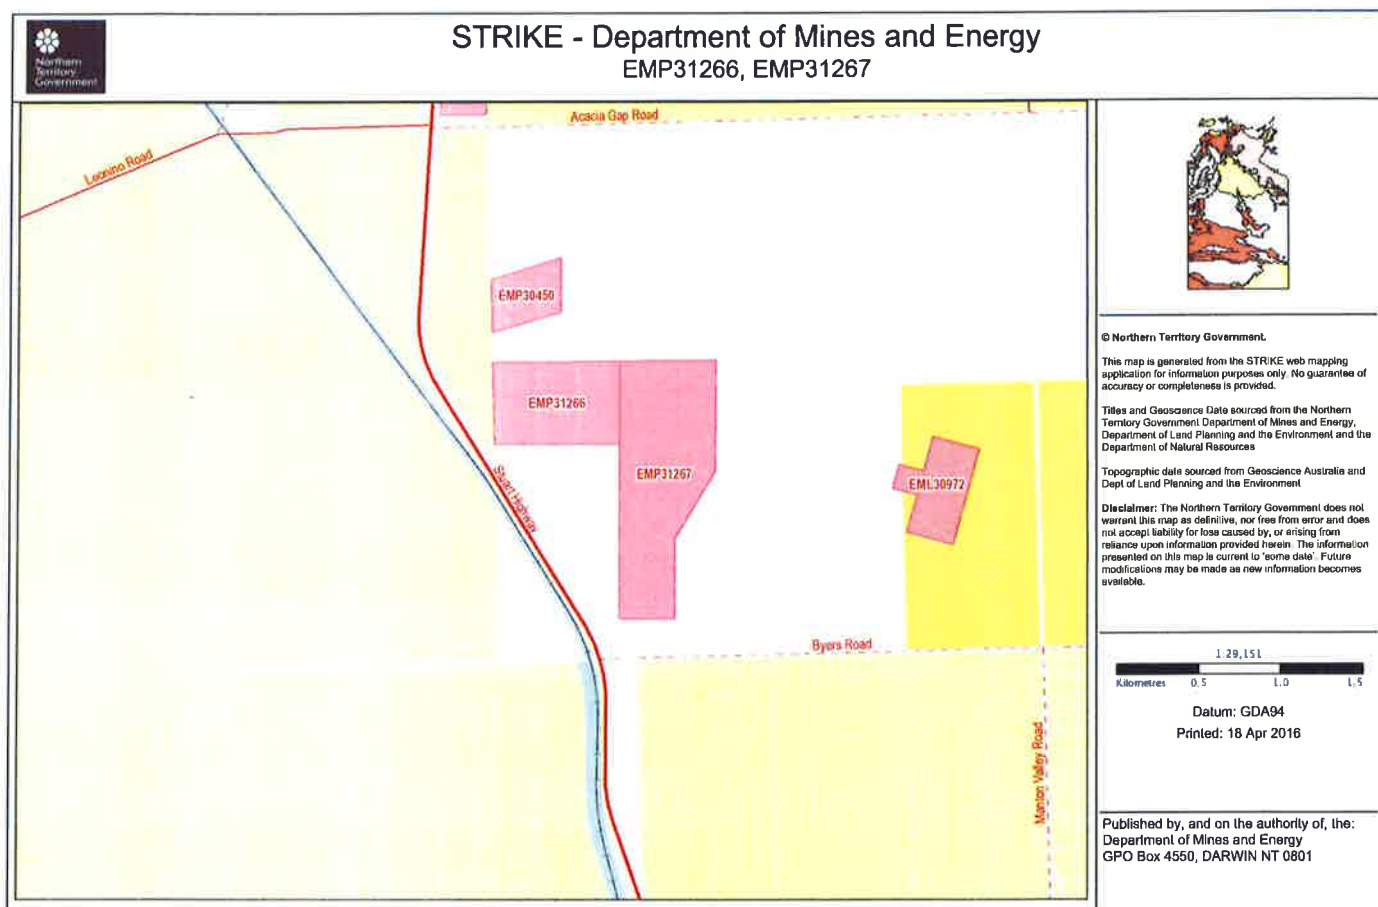 Northern
Territory
Government
STRIKE - Department of Mines and Energy
EMP31266, EMP31267
Acacia Gap Road
Leonino Road
EMP30450
EMP31266
EMP31267
EML30972
Stuart Highway
Byers Road
Manton Valley Road
© Northern Territory Government.
This map is generated from the STRIKE web mapping
application for information purposes only. No guarantee of
accuracy or completeness is provided.
Titles and Geoscience Data sourced from the Northern
Territory Government Department of Mines and Energy,
Department of Land Planning and the Environment and the
Department of Natural Resources
Topographic data sourced from Geoscience Australia and
Dept of Land Planning and the Environment
Disclaimer: The Northern Territory Government does not
warrant this map as definitive, nor free from error and does
not accept liability for loss caused by, or arising from
reliance upon information provided herein. The information
presented on this map is current to 'some date'. Future
modifications may be made as new information becomes
available.
1:29,151
Kilometres 0.5 1.0 1.5
Datum: GDA94
Printed: 18 Apr 2016
Published by, and on the authority of, the:
Department of Mines and Energy
GPO Box 4550, DARWIN NT 0801